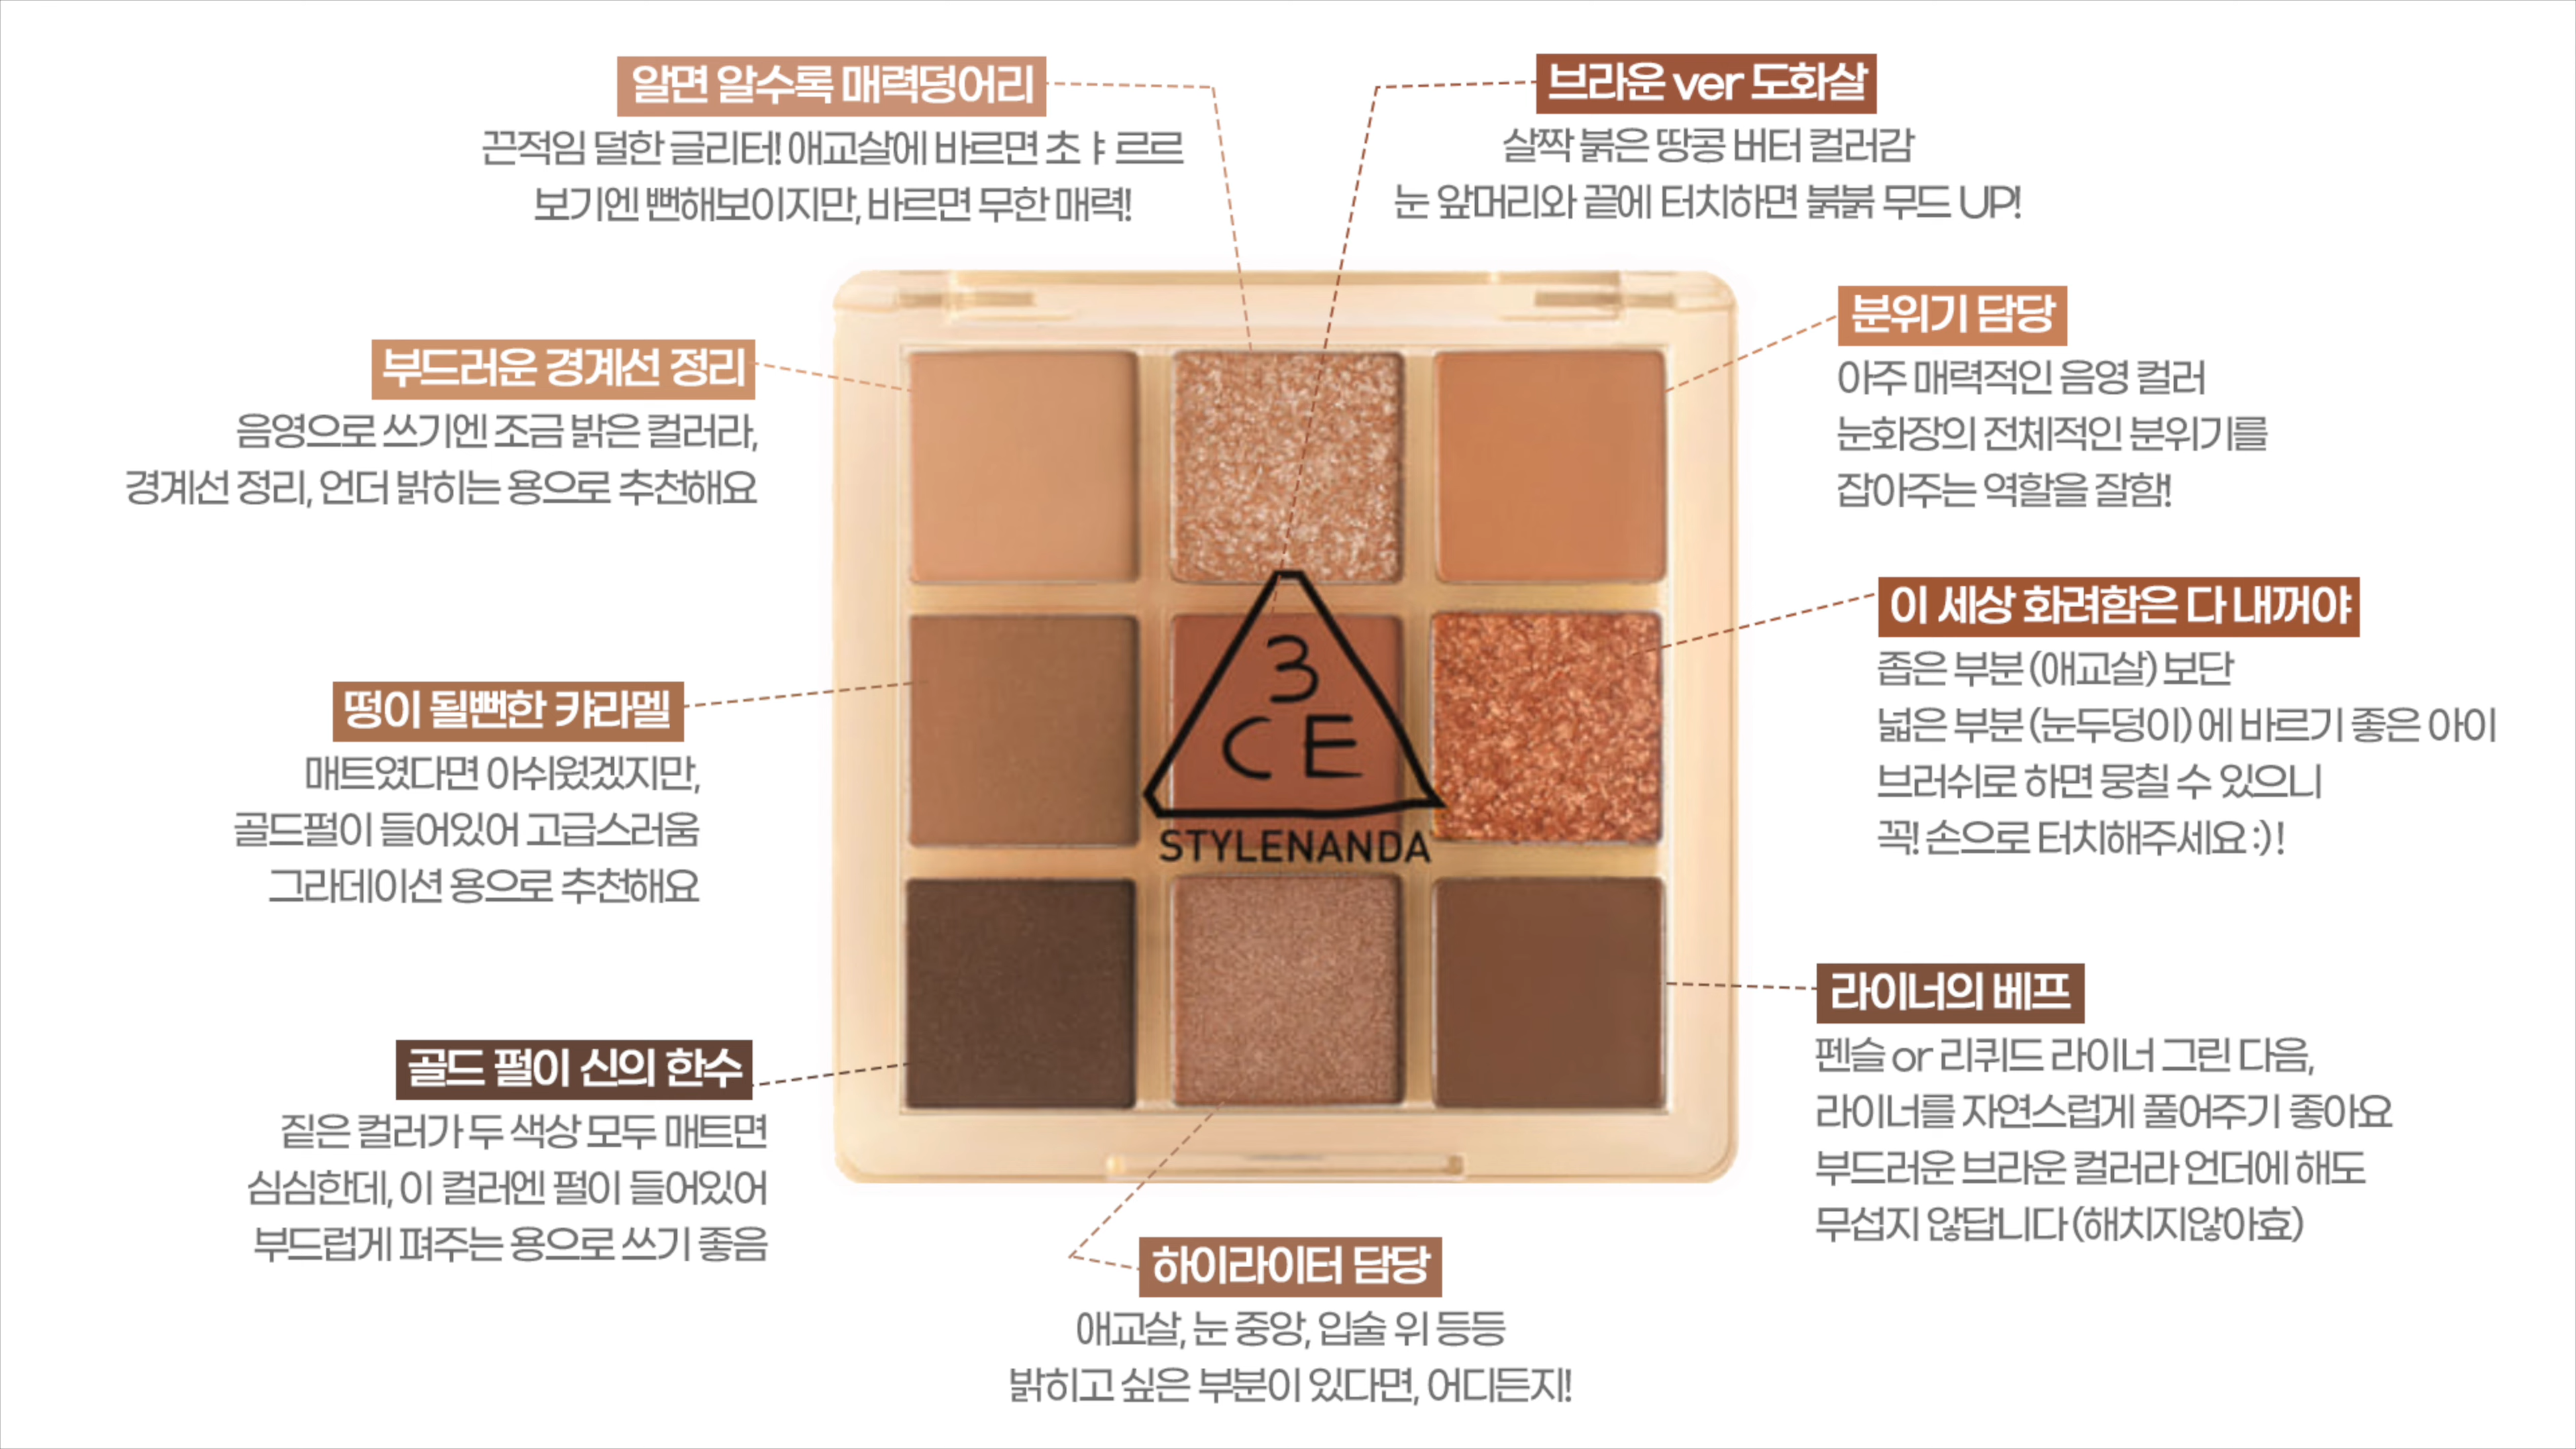 알면 알수록 매력덩어리
끈적임 덜한 글리터! 애교살에 바르면 초ㅑ르르
보기엔 뻔해보이지만, 바르면 무한 매력!
브라운 ver 도화살
살짝 붉은 땅콩 버터 컬러감
눈 앞머리와 끝에 터치하면 붉붉 무드 UP!
부드러운 경계선 정리
음영으로 쓰기엔 조금 밝은 컬러라,
경계선 정리, 언더 밝히는 용으로 추천해요
분위기 담당
아주 매력적인 음영 컬러
눈화장의 전체적인 분위기를
잡아주는 역할을 잘함!
떵이 될뻔한 캬라멜
매트였다면 아쉬웠겠지만,
골드펄이 들어있어 고급스러움
그라데이션 용으로 추천해요
3
CE
STYLENANDA
이 세상 화려함은 다 내꺼야
좁은 부분 (애교살) 보단
넓은 부분 (눈두덩이) 에 바르기 좋은 아이
브러쉬로 하면 뭉칠 수 있으니
꼭! 손으로 터치해주세요 :) !
골드 펄이 신의 한수
짙은 컬러가 두 색상 모두 매트면
심심한데, 이 컬러엔 펄이 들어있어
부드럽게 펴주는 용으로 쓰기 좋음
라이너의 베프
펜슬 or 리퀴드 라이너 그린 다음,
라이너를 자연스럽게 풀어주기 좋아요
부드러운 브라운 컬러라 언더에 해도
무섭지 않답니다 (해치지않아효)
하이라이터 담당
애교살, 눈 중앙, 입술 위 등등
밝히고 싶은 부분이 있다면, 어디든지!